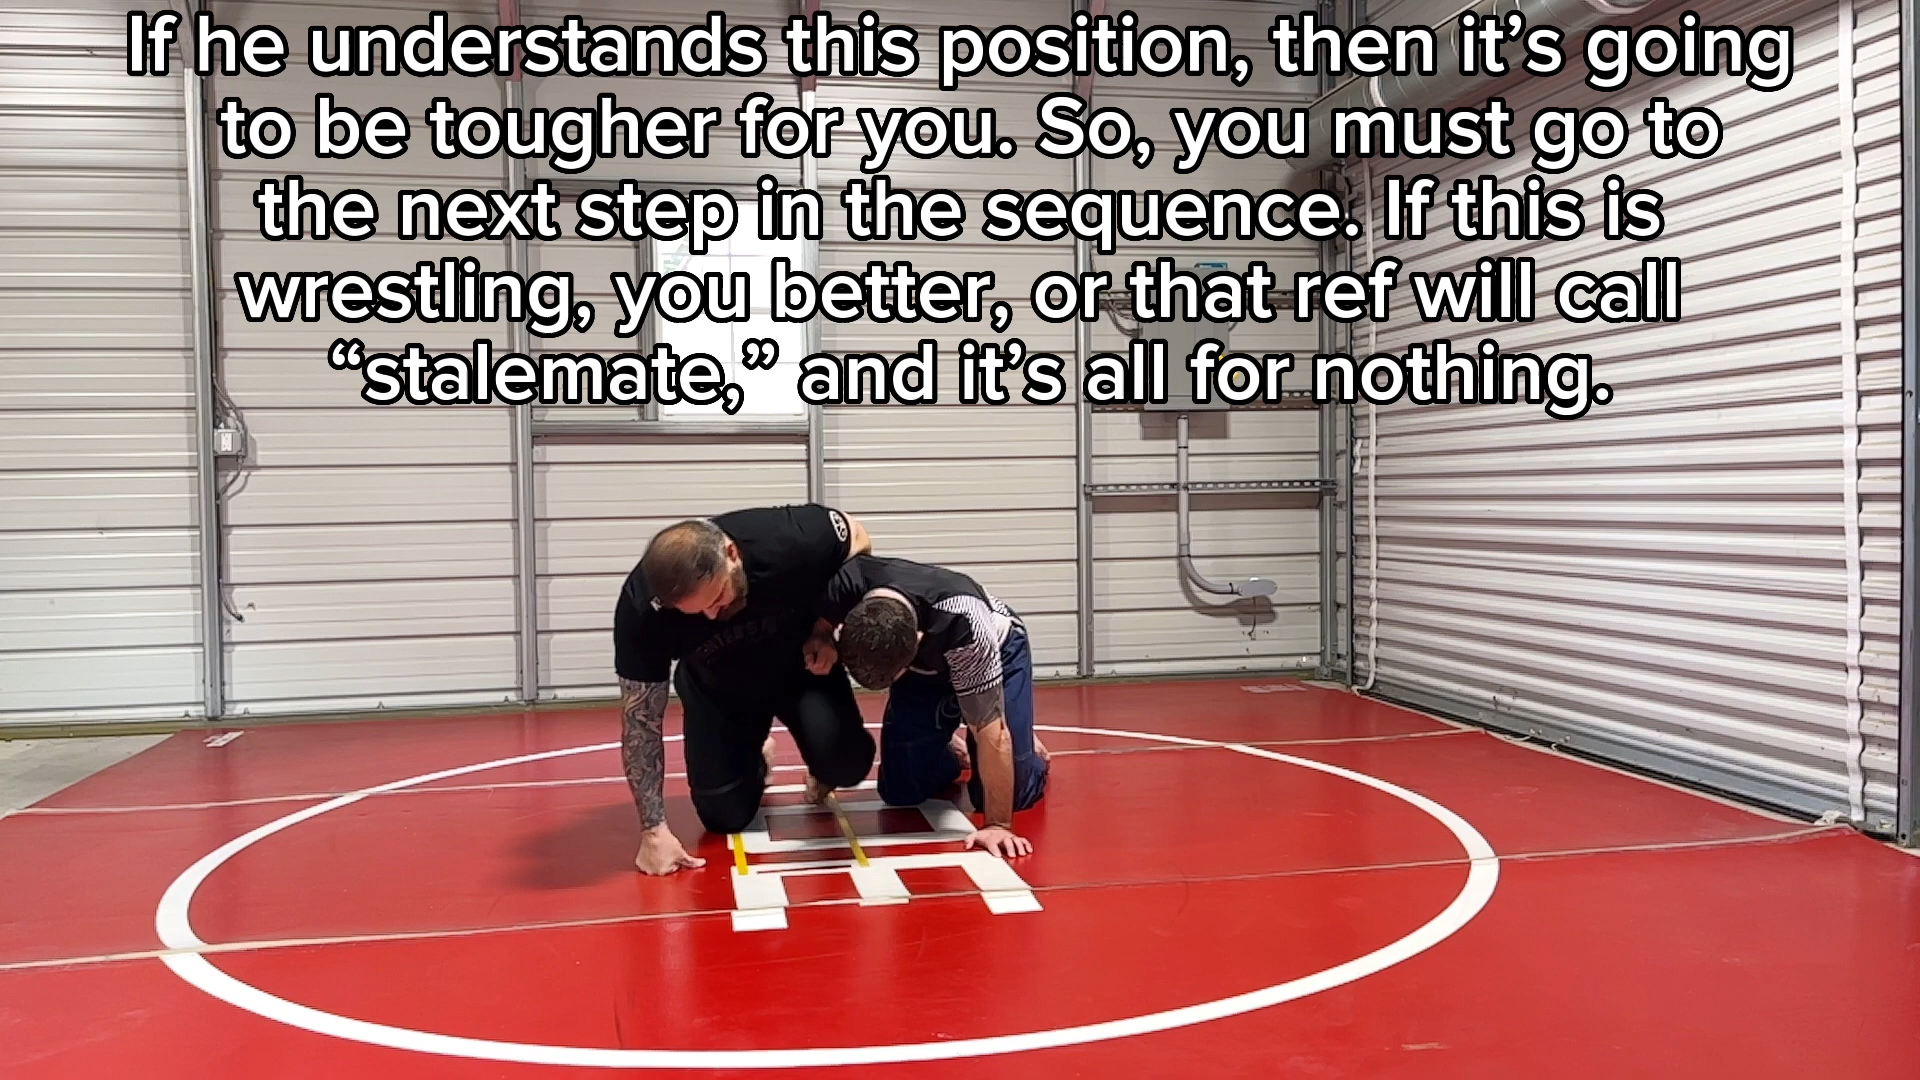 If he understands this position, then it’s going
to be tougher for you. So, you must go to
the next step in the sequence. If this is
wrestling, you better, or that ref will call
“stalemate,” and it’s all for nothing.